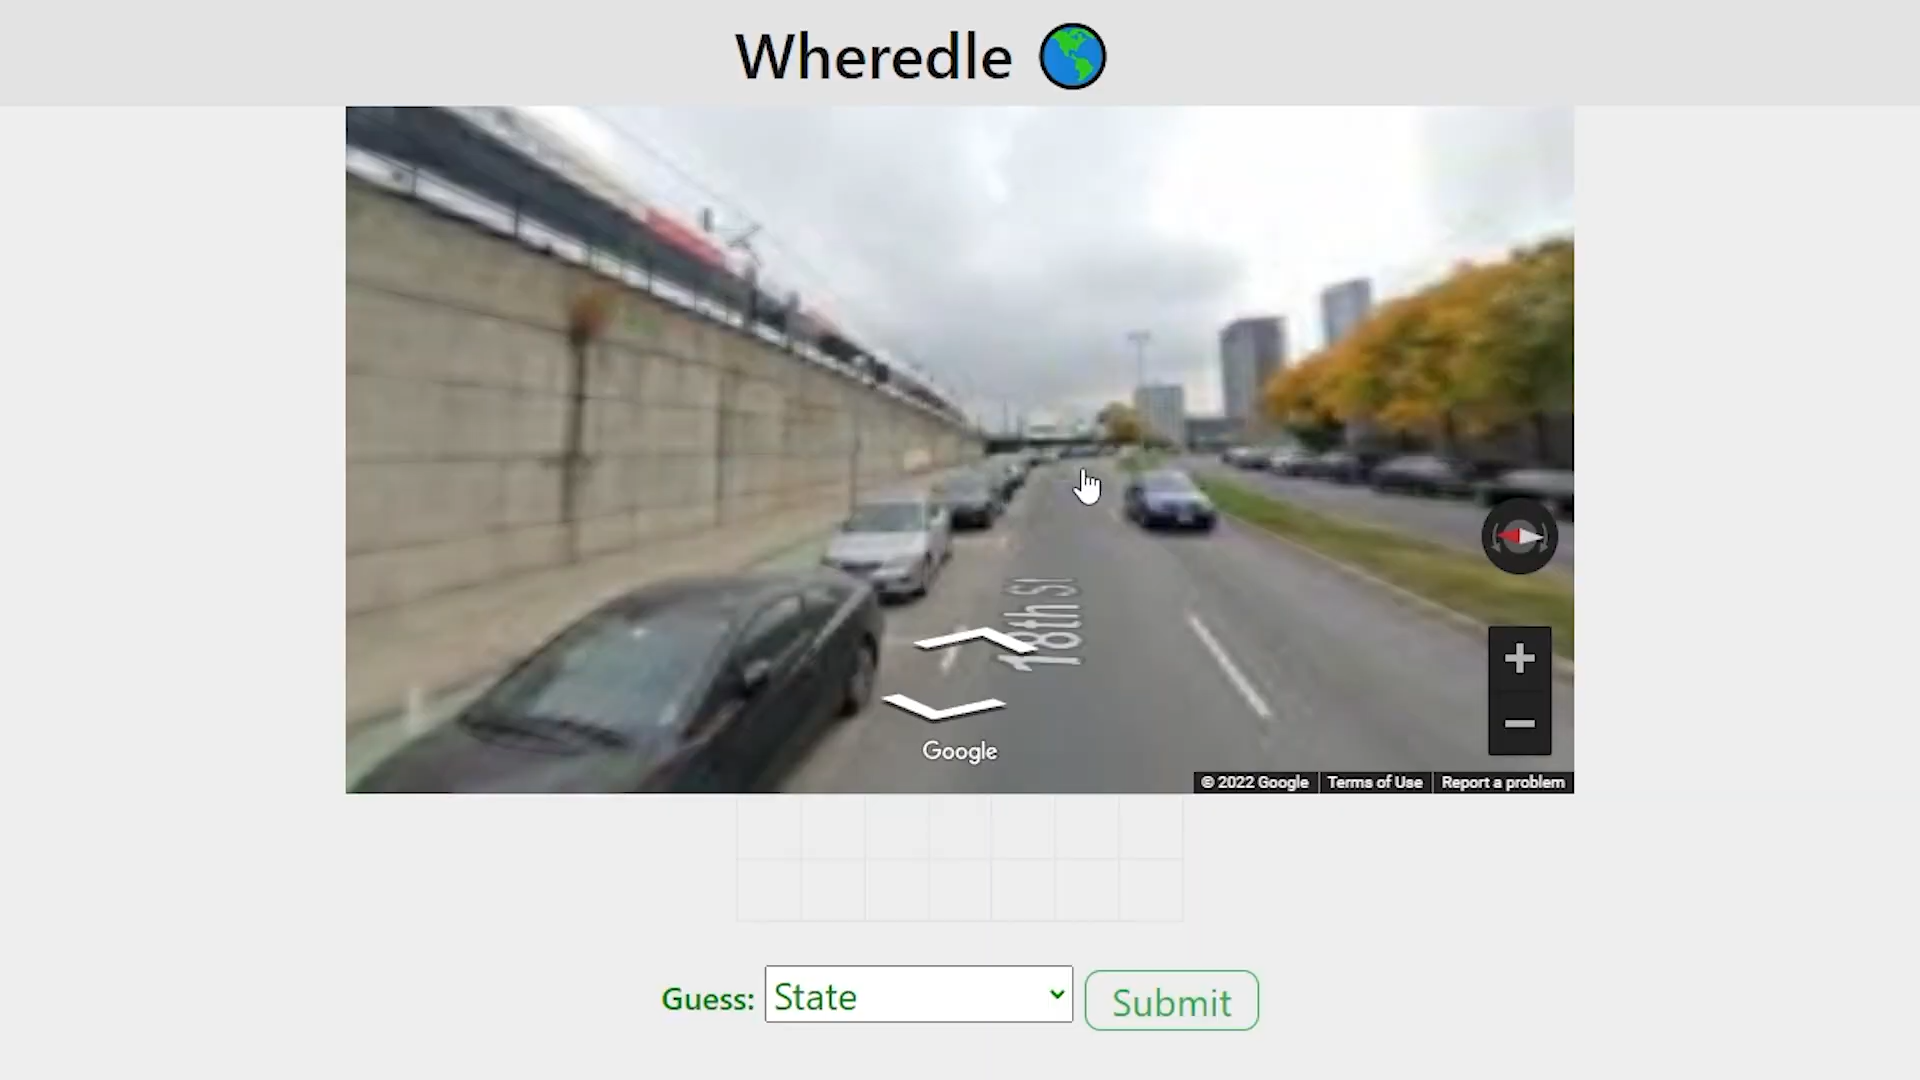 Wheredle
18th St
Google
© 2022 Google
Terms of Use
Report a problem
Guess:
State
Submit